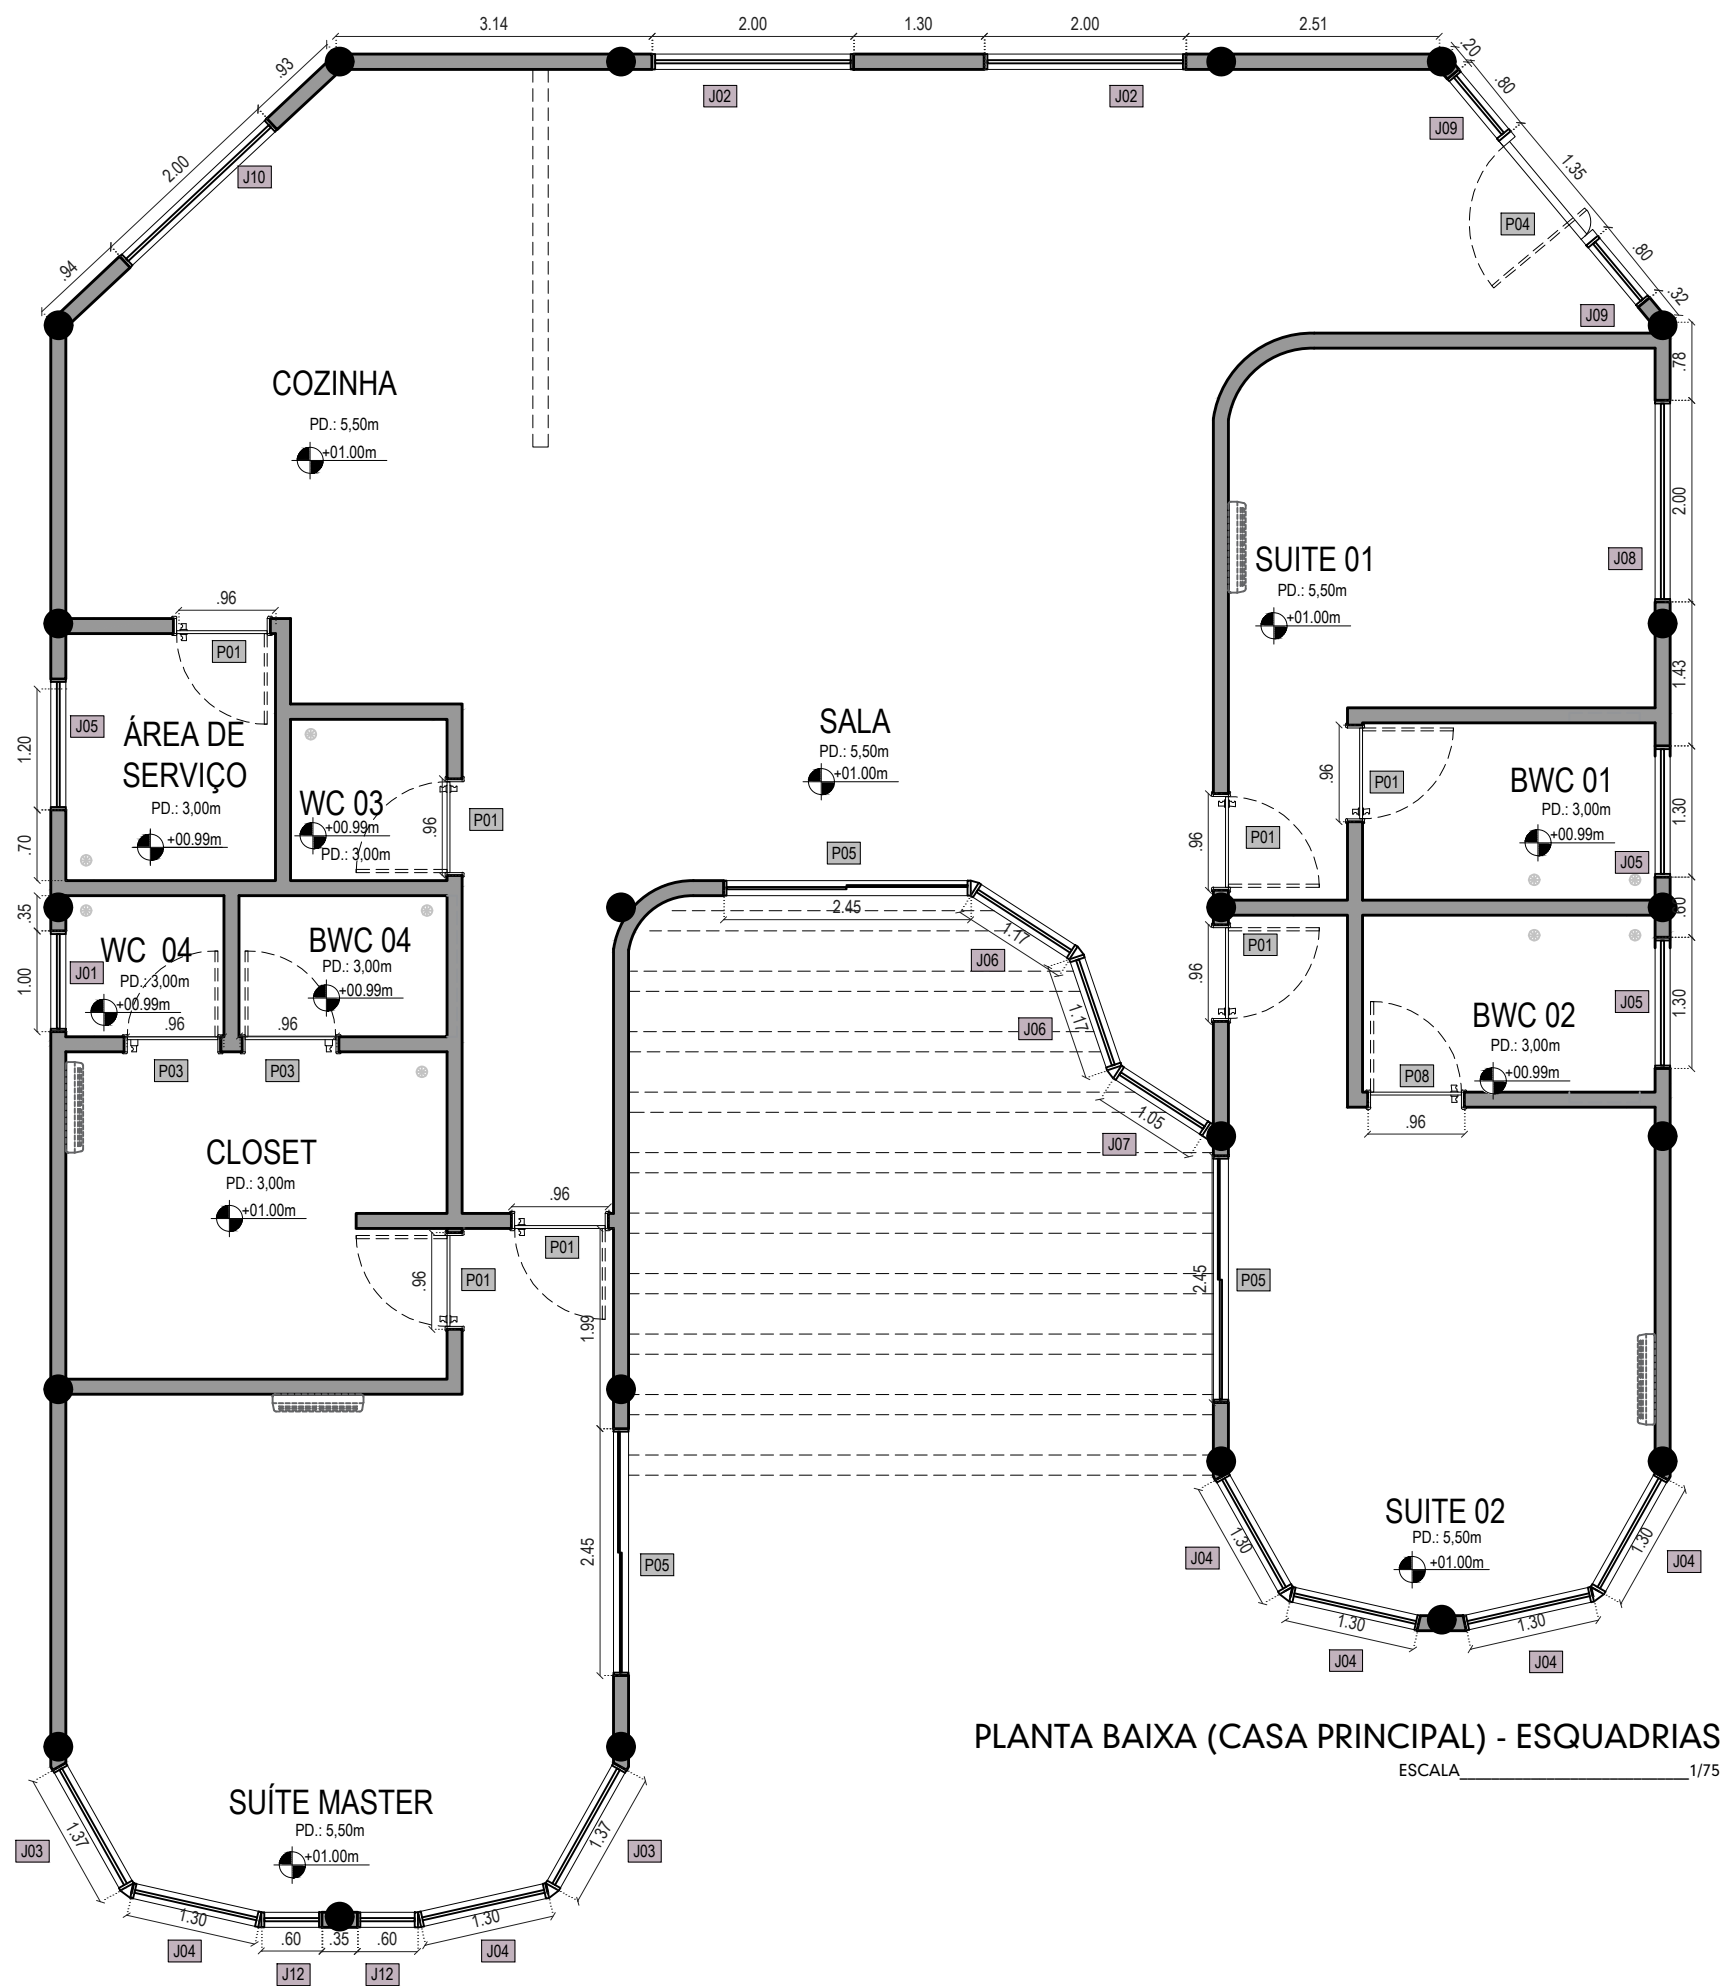 3.14
2.00
1.30
2.00
2.51
.20
.93
.80
J02
J02
J09
2.00
J10
1.35
P04
.80
.94
.32
J09
.78
COZINHA
PD.: 5,50m
+01.00m
2.00
SUITE 01
PD.: 5,50m
+01.00m
J08
.96
P01
1.43
J05
1.20
ÁREA DE
SERVIÇO
PD.: 3,00m
+00.99m
.70
WC 03
+00.99m
PD.: 3,00m
.96
P01
SALA
PD.: 5,50m
+01.00m
P05
2.45
.96
P01
BWC 01
PD.: 3,00m
+00.99m
1.30
.96
P01
J05
.60
.35
WC 04
PD.: 3,00m
+00.99m
J01
1.00
BWC 04
PD.: 3,00m
+00.99m
.96
.96
P03
P03
1.17
J06
1.17
J06
1.05
J07
P01
.96
J05
1.30
BWC 02
PD.: 3,00m
+00.99m
P08
.96
CLOSET
PD.: 3,00m
+01.00m
.96
P01
.96
P01
1.99
2.45
P05
2.45
P05
SUITE 02
PD.: 5,50m
+01.00m
1.30
J04
1.30
J04
1.30
J04
1.30
J04
PLANTA BAIXA (CASA PRINCIPAL) - ESQUADRIAS
ESCALA____________________________1/75
SUÍTE MASTER
PD.: 5,50m
+01.00m
1.37
J03
1.37
J03
1.30
.60
.35
.60
1.30
J04
J12
J12
J04